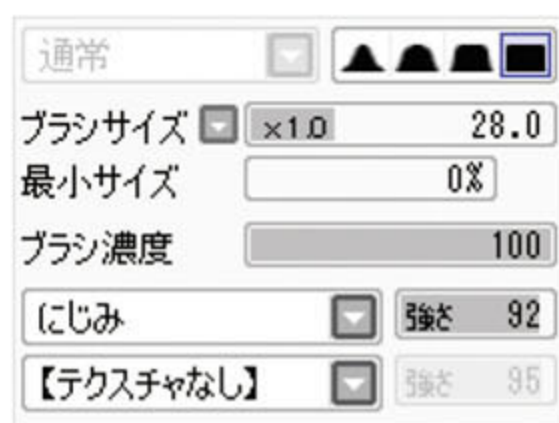 通常
ブラシサイズ ×1.0 28.0
最小サイズ 0%
ブラシ濃度 100
にじみ 強さ 92
【テクスチャなし】 強さ 95